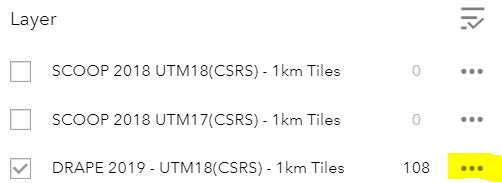 Layer
SCOOP 2018 UTM18(CSRS) - 1km Tiles 0
SCOOP 2018 UTM17(CSRS) - 1km Tiles 0
DRAPE 2019 - UTM18(CSRS) - 1km Tiles 108